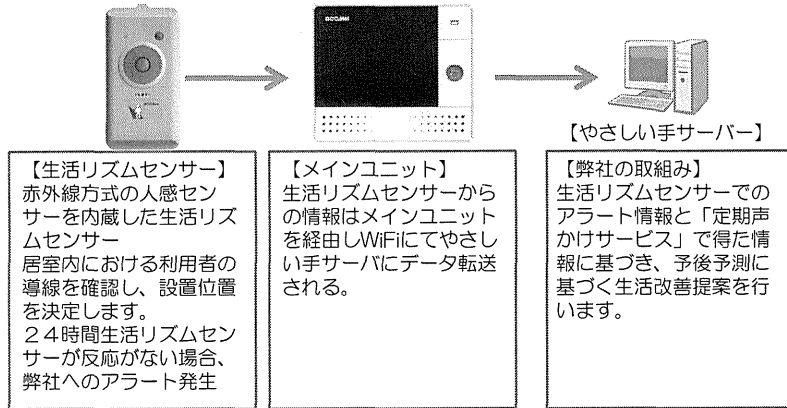 【やさしい手サーバー】
【生活リズムセンサー】
赤外線方式の人感セン
サーを内蔵した生活リズ
ムセンサー
居室内における利用者の
導線を確認し、設置位置
を決定します。
24時間生活リズムセン
サーが反応がない場合、
弊社へのアラート発生
【メインユニット】
生活リズムセンサーから
の情報はメインユニット
を経由しWiFiにてやさし
い手サーバにデータ転送
される。
【弊社の取組み】
生活リズムセンサーでの
アラート情報と「定期声
かけサービス」で得た情
報に基づき、予後予測に
基づく生活改善提案を行
います。